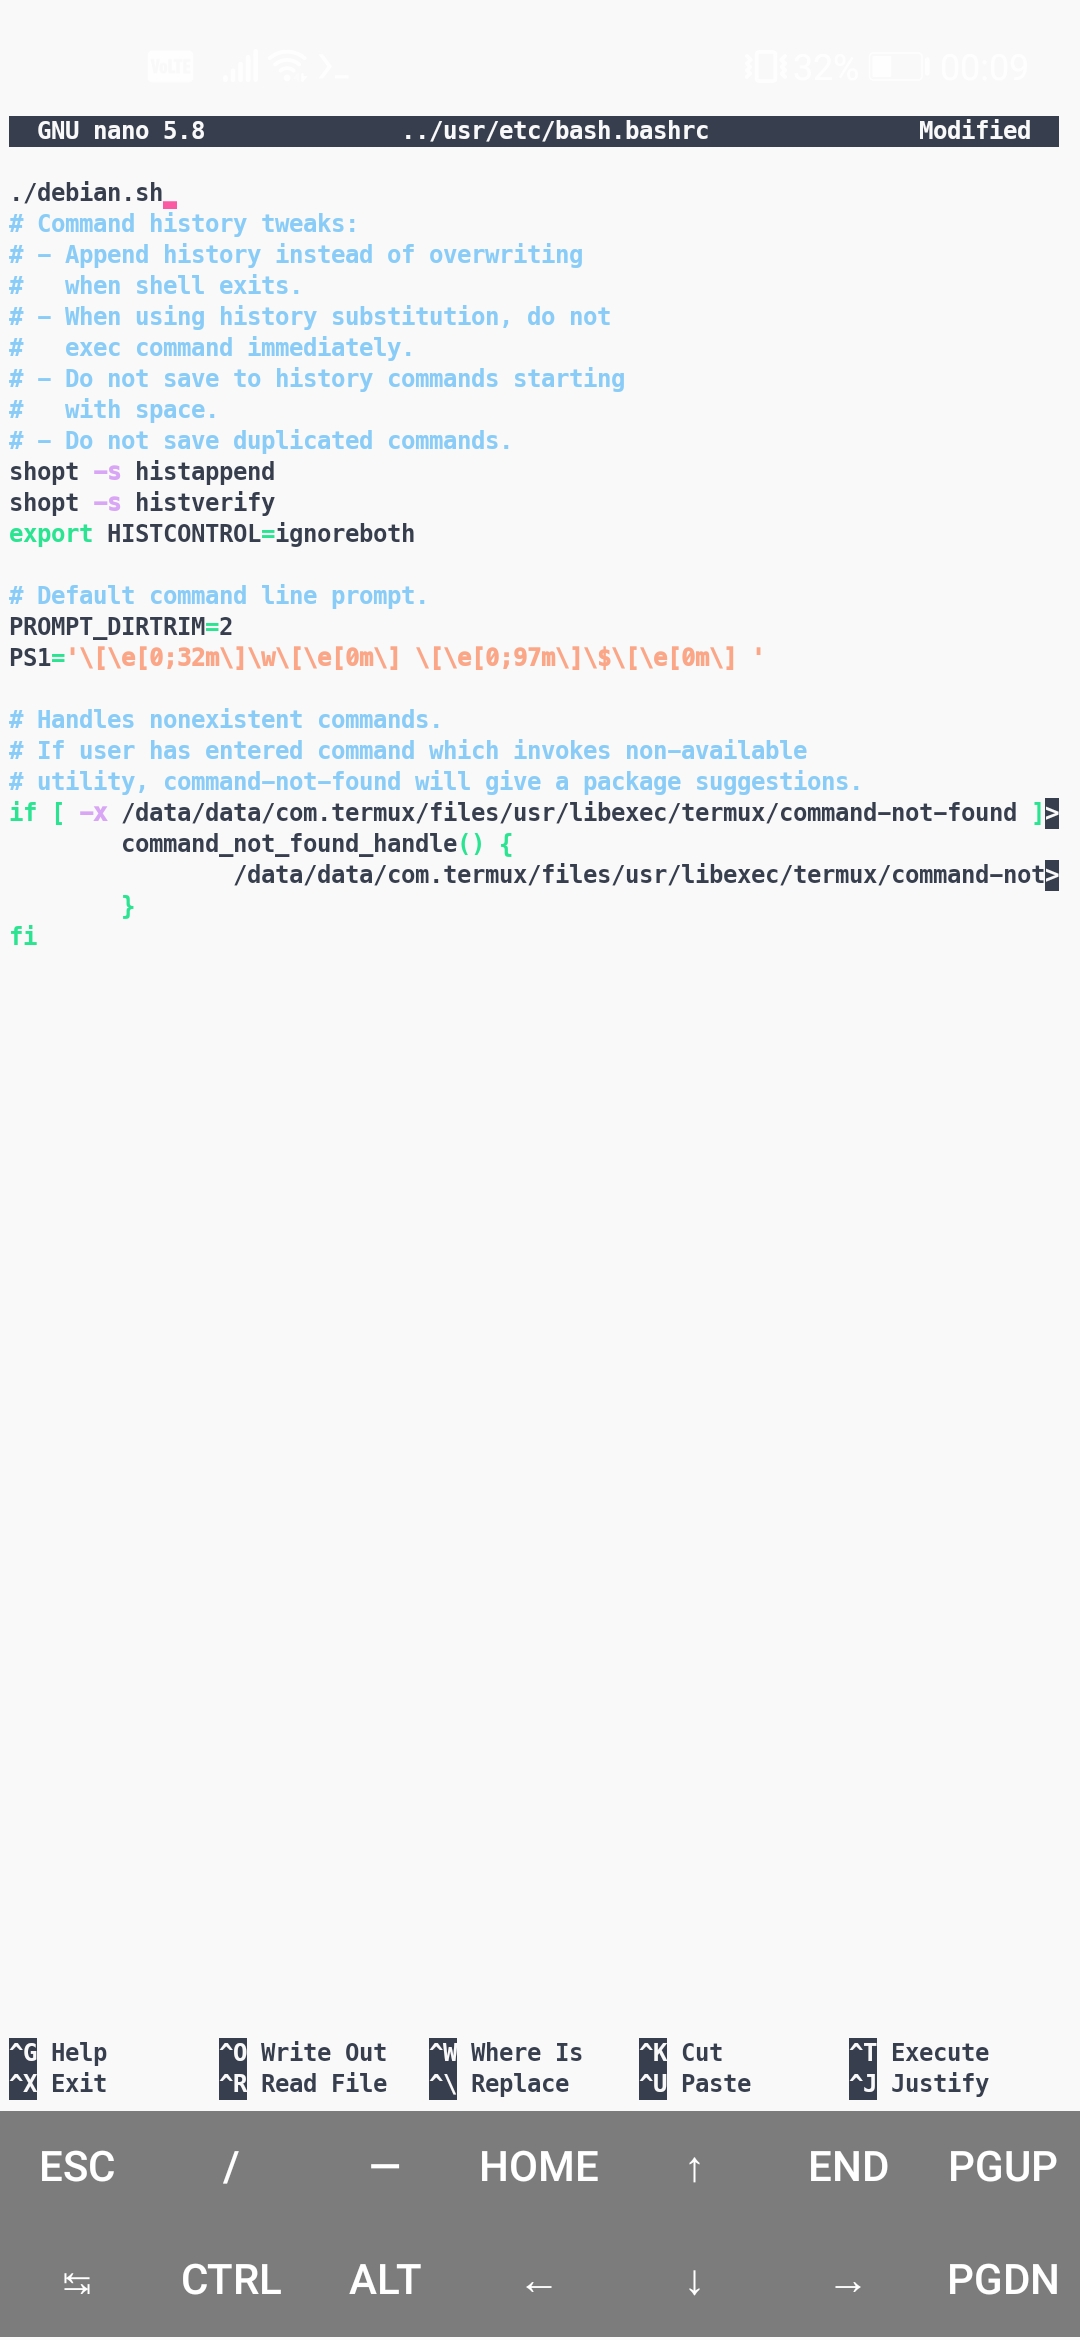 VoLTE 32% 00:09
GNU nano 5.8 ../usr/etc/bash.bashrc Modified
./debian.sh
# Command history tweaks:
# - Append history instead of overwriting
#   when shell exits.
# - When using history substitution, do not
#   exec command immediately.
# - Do not save to history commands starting
#   with space.
# - Do not save duplicated commands.
shopt -s histappend
shopt -s histverify
export HISTCONTROL=ignoreboth
# Default command line prompt.
PROMPT_DIRTRIM=2
PS1='\[\e[0;32m\]\w\[\e[0m\] \[\e[0;97m\]\$\[\e[0m\] '
# Handles nonexistent commands.
# If user has entered command which invokes non-available
# utility, command-not-found will give a package suggestions.
if [ -x /data/data/com.termux/files/usr/libexec/termux/command-not-found ]>
        command_not_found_handle() {
                /data/data/com.termux/files/usr/libexec/termux/command-not>
        }
fi
^G Help ^O Write Out ^W Where Is ^K Cut ^T Execute
^X Exit ^R Read File ^\ Replace ^U Paste ^J Justify
ESC / — HOME ↑ END PGUP
↹ CTRL ALT ← ↓ → PGDN